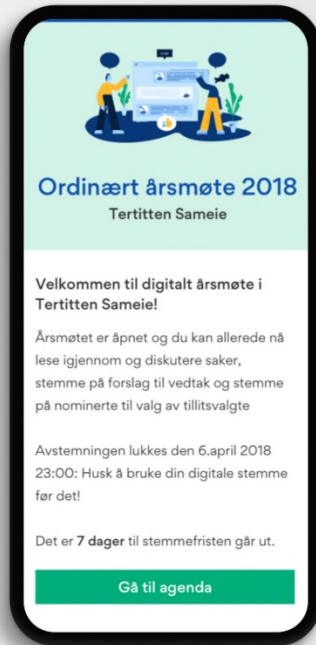 Ordinært årsmøte 2018
Tertitten Sameie
Velkommen til digitalt årsmøte i
Tertitten Sameie!
Årsmøtet er åpnet og du kan allerede nå
lese igjennom og diskutere saker,
stemme på forslag til vedtak og stemme
på nominerte til valg av tillitsvalgte
Avstemningen lukkes den 6.april 2018
23:00: Husk å bruke din digitale stemme
før det!
Det er 7 dager til stemmefristen går ut.
Gå til agenda